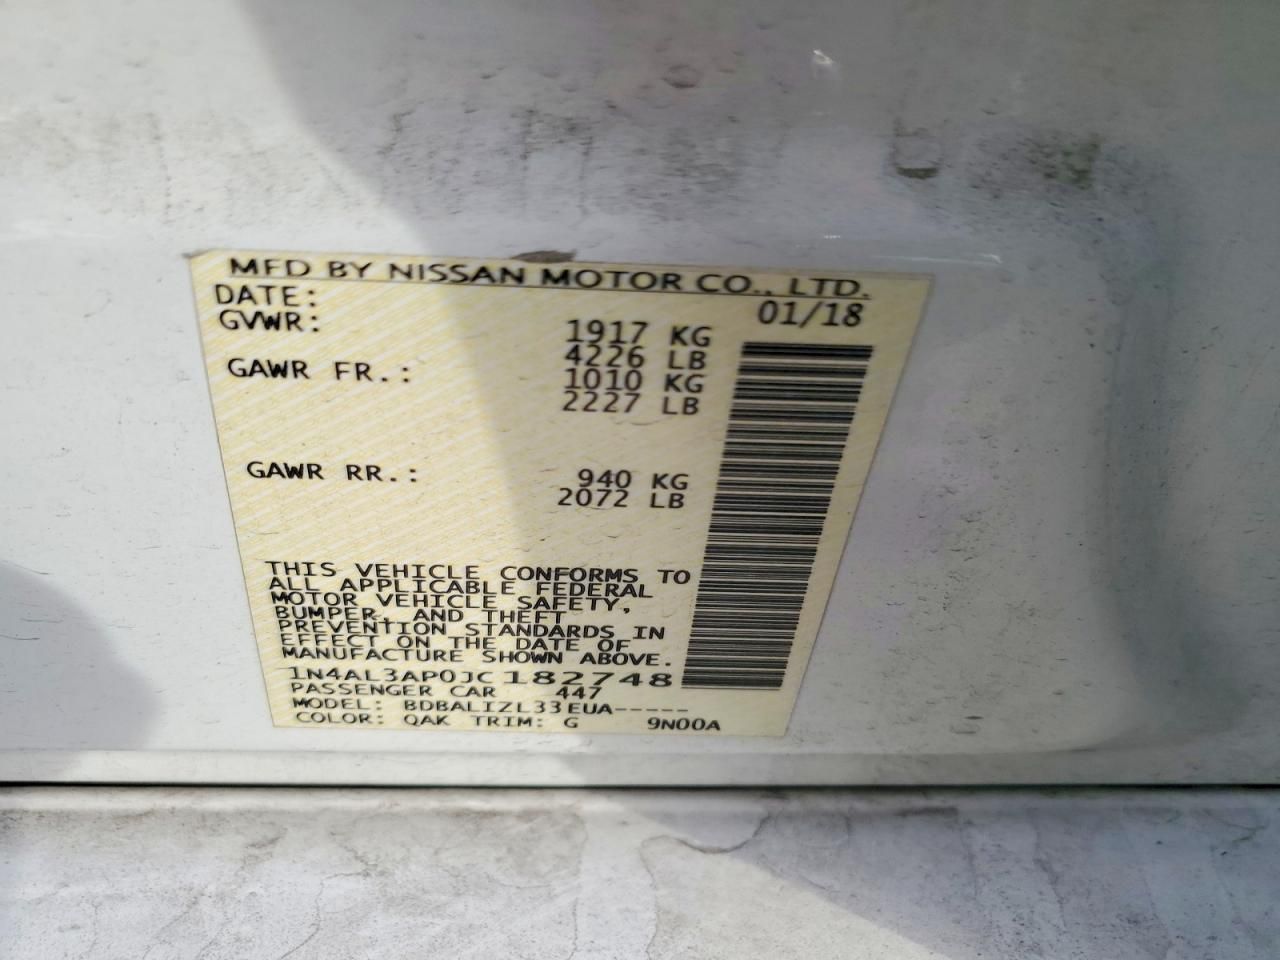 MFD BY NISSAN MOTOR CO., LTD.
DATE: 01/18
GVWR: 1917 KG
4226 LB
GAWR FR.: 1010 KG
2227 LB
GAWR RR.: 940 KG
2072 LB
THIS VEHICLE CONFORMS TO
ALL APPLICABLE FEDERAL
MOTOR VEHICLE SAFETY,
BUMPER, AND THEFT
PREVENTION STANDARDS IN
EFFECT ON THE DATE OF
MANUFACTURE SHOWN ABOVE.
1N4AL3AP0JC182748
PASSENGER CAR 447
MODEL: BDBALIZL33EUA-----
COLOR: QAK TRIM: G 9N00A